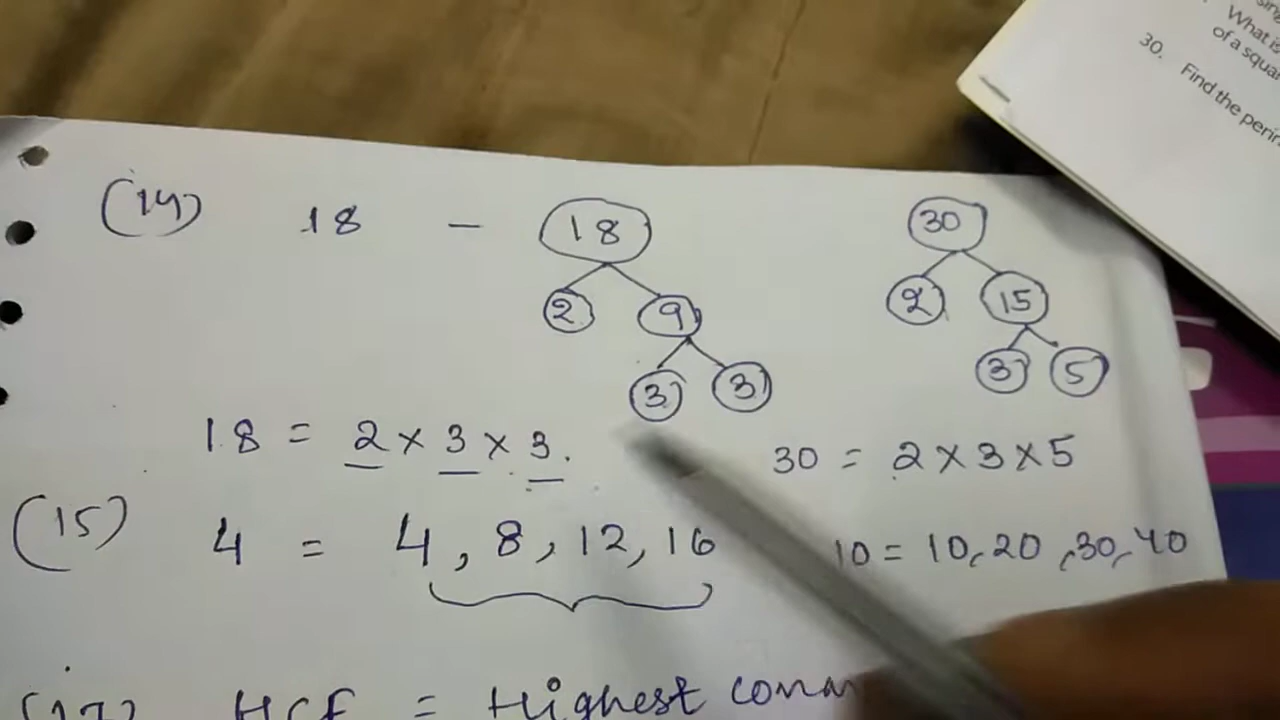 What is
of a squa
30. Find the perin
(14) 18 - 18 30
2 9 2 15
3 3 3 5
18 = 2 × 3 × 3. 30 = 2 × 3 × 5
(15) 4 = 4, 8, 12, 16 10 = 10, 20, 30, 40
(17) HCF = Highest comm